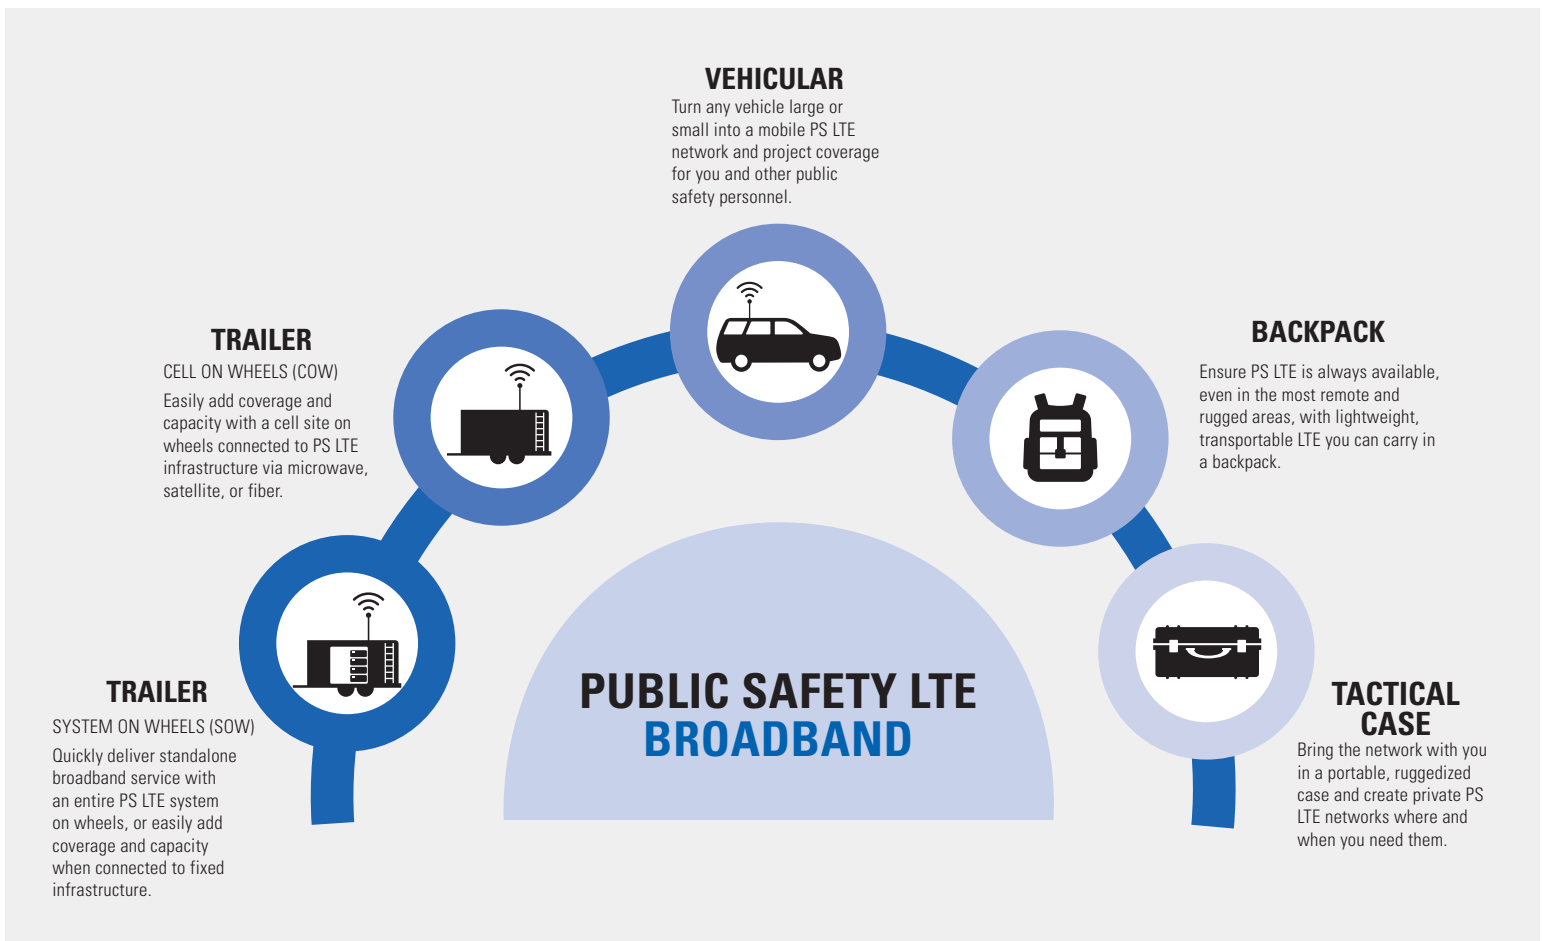 VEHICULAR
Turn any vehicle large or
small into a mobile PS LTE
network and project coverage
for you and other public
safety personnel.
TRAILER
CELL ON WHEELS (COW)
Easily add coverage and
capacity with a cell site on
wheels connected to PS LTE
infrastructure via microwave,
satellite, or fiber.
BACKPACK
Ensure PS LTE is always available,
even in the most remote and
rugged areas, with lightweight,
transportable LTE you can carry in
a backpack.
TRAILER
SYSTEM ON WHEELS (SOW)
Quickly deliver standalone
broadband service with
an entire PS LTE system
on wheels, or easily add
coverage and capacity
when connected to fixed
infrastructure.
PUBLIC SAFETY LTE
BROADBAND
TACTICAL
CASE
Bring the network with you
in a portable, ruggedized
case and create private PS
LTE networks where and
when you need them.